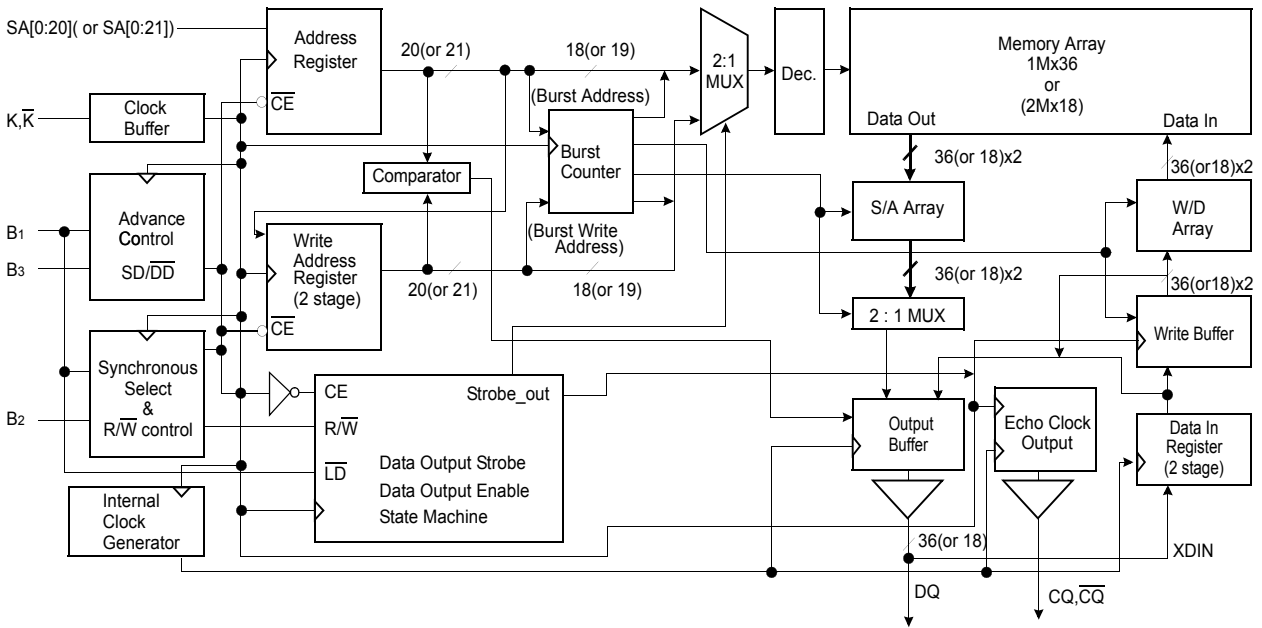 SA[0:20]( or SA[0:21])
Address
Register
CE
20(or 21)
18(or 19)
2:1
MUX
Dec.
Memory Array
1Mx36
or
(2Mx18)
Data Out
Data In
K,K
Clock
Buffer
(Burst Address)
Burst
Counter
(Burst Write
Address)
Comparator
36(or 18)x2
36(or18)x2
S/A Array
W/D
Array
B1
B3
Advance
Control
SD/DD
Write
Address
Register
(2 stage)
CE
20(or 21)
18(or 19)
36(or 18)x2
36(or18)x2
2 : 1 MUX
Write Buffer
B2
Synchronous
Select
&
R/W control
CE
Strobe_out
R/W
LD
Data Output Strobe
Data Output Enable
State Machine
Output
Buffer
Echo Clock
Output
Data In
Register
(2 stage)
Internal
Clock
Generator
36(or 18)
XDIN
DQ
CQ,CQ